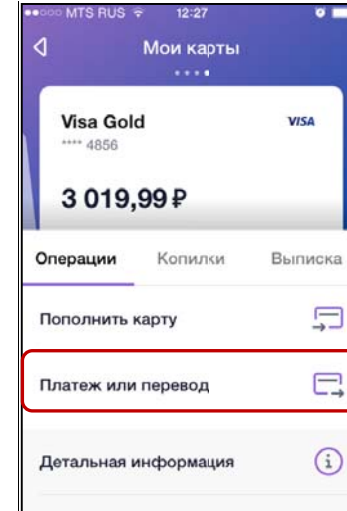 MTS RUS 12:27
Мои карты
Visa Gold VISA
**** 4856
3 019,99 ₽
Операции Копилки Выписка
Пополнить карту
Платеж или перевод
Детальная информация